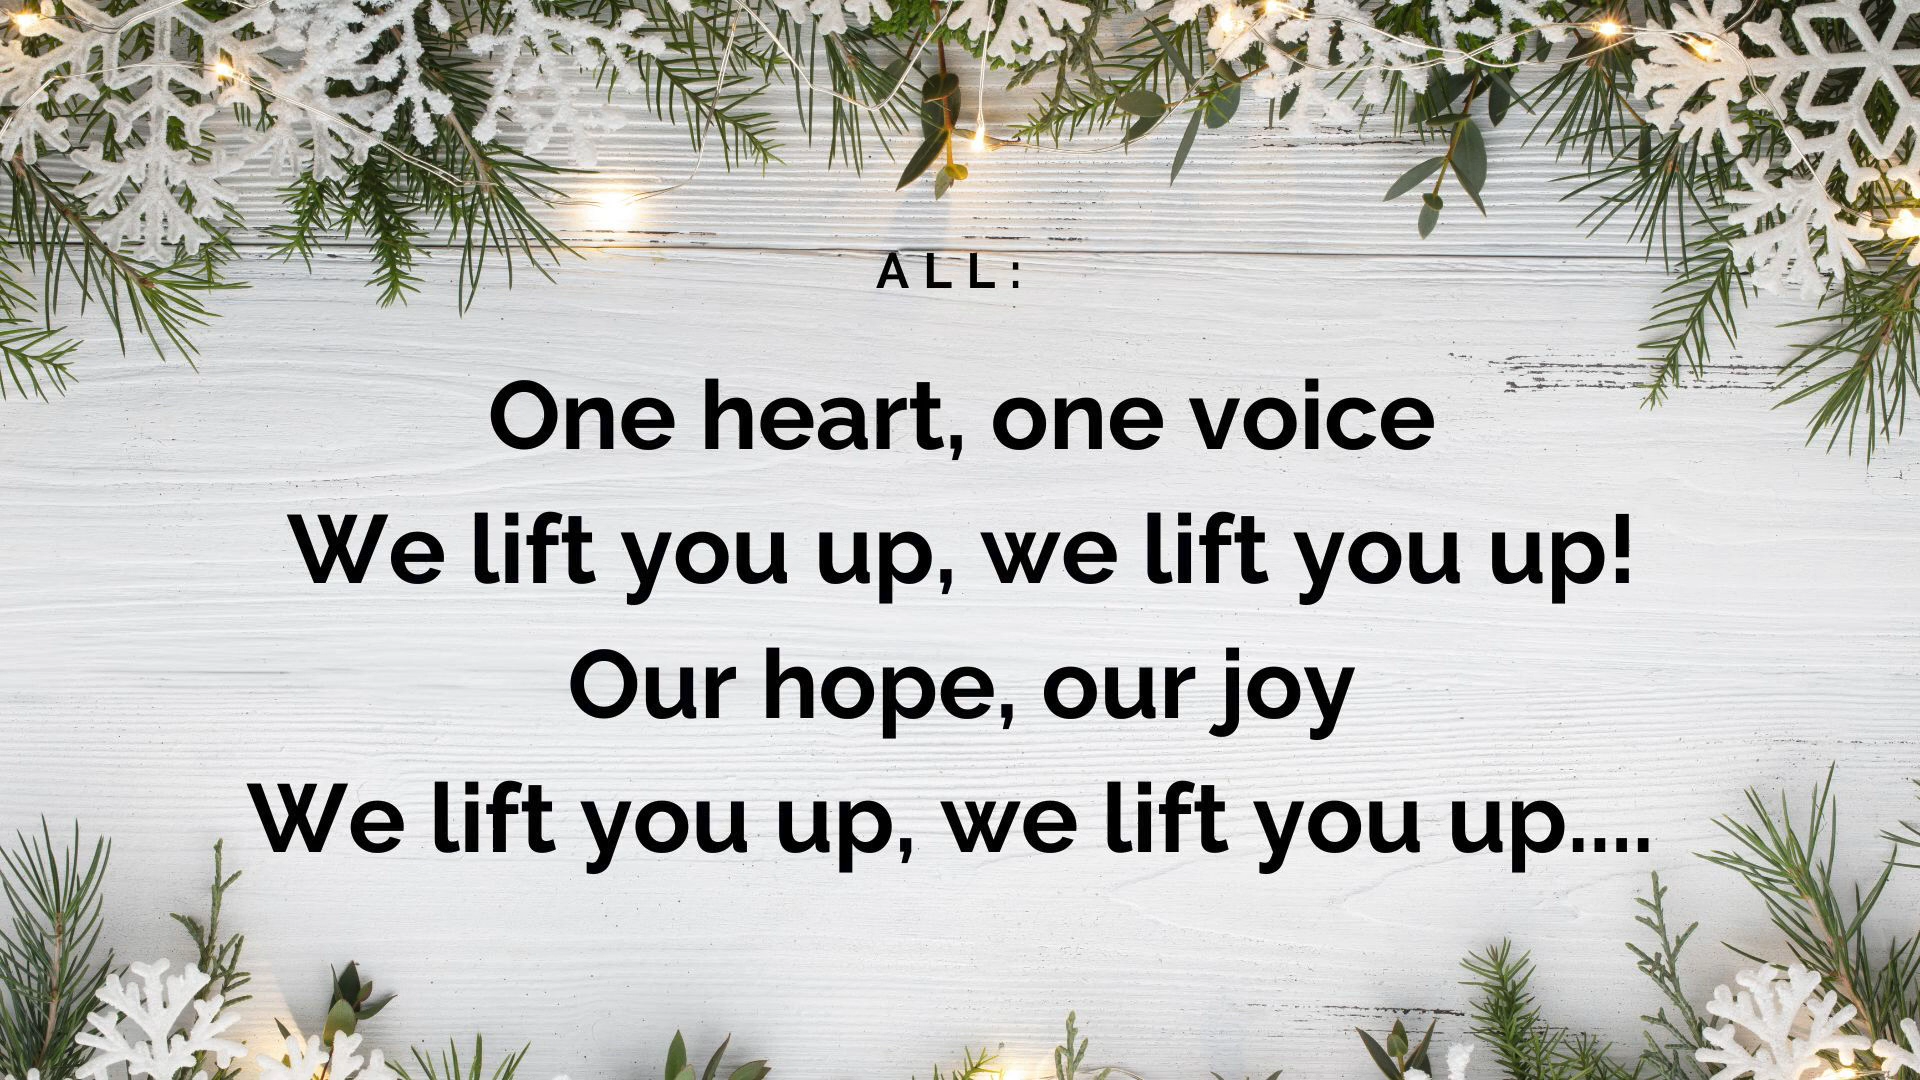 ALL:
One heart, one voice
We lift you up, we lift you up!
Our hope, our joy
We lift you up, we lift you up....